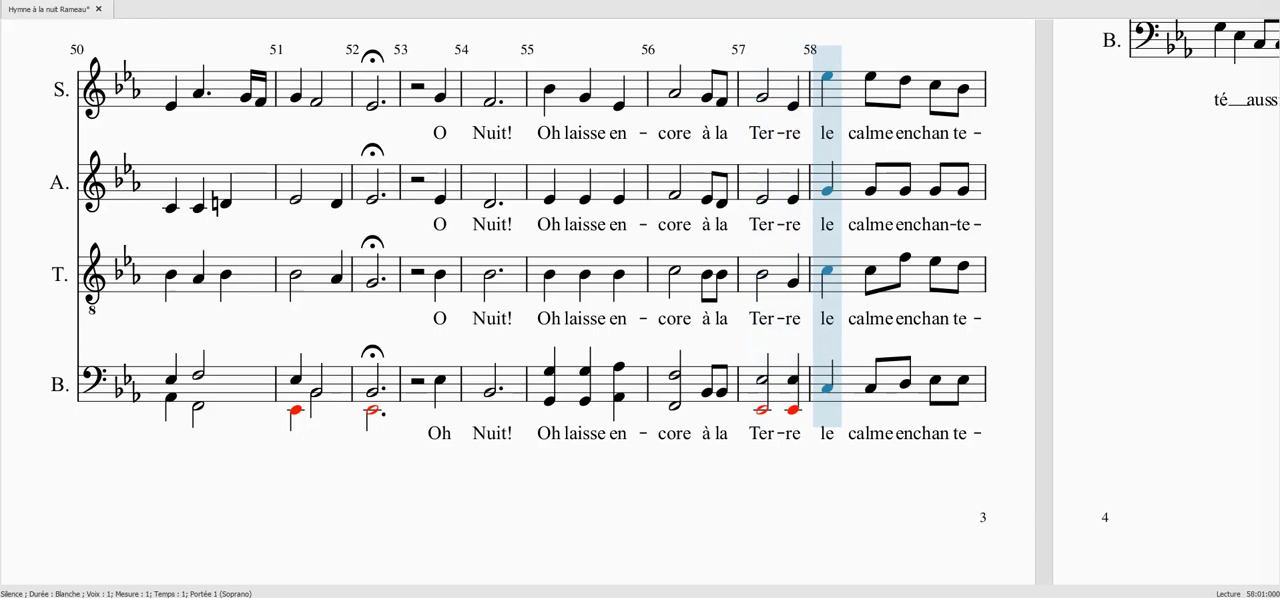 Hymne à la nuit Rameau* ×
50 51 52 53 54 55 56 57 58
S.
O Nuit! Oh laisse en - core à la Ter-re le calme enchan te -
A.
O Nuit! Oh laisse en - core à la Ter-re le calme enchan-te -
T.
8
O Nuit! Oh laisse en - core à la Ter-re le calme enchan te -
B.
Oh Nuit! Oh laisse en - core à la Ter-re le calme enchan te -
3
B.
té__auss
4
Silence ; Durée : Blanche ; Voix : 1; Mesure : 1; Temps : 1; Portée 1 (Soprano)
Lecture 58:01:000